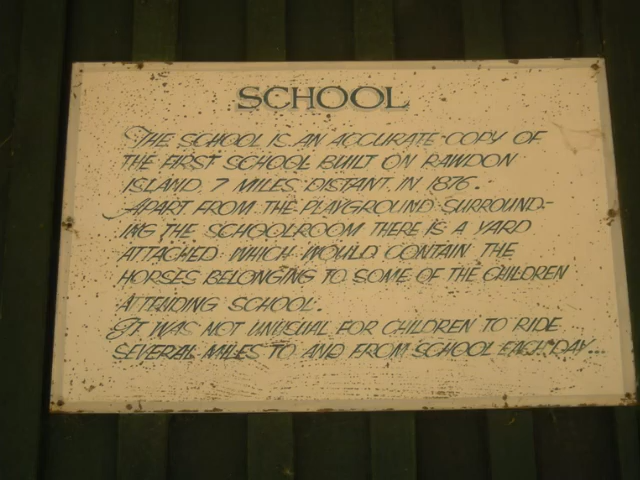 SCHOOL
THE SCHOOL IS AN ACCURATE COPY OF
THE FIRST SCHOOL BUILT ON RAWDON
ISLAND, 7 MILES DISTANT, IN 1876.
APART FROM THE PLAYGROUND SURROUND-
ING THE SCHOOLROOM THERE IS A YARD
ATTACHED WHICH WOULD CONTAIN THE
HORSES BELONGING TO SOME OF THE CHILDREN
ATTENDING SCHOOL.
IT WAS NOT UNUSUAL FOR CHILDREN TO RIDE
SEVERAL MILES TO AND FROM SCHOOL EACH DAY...